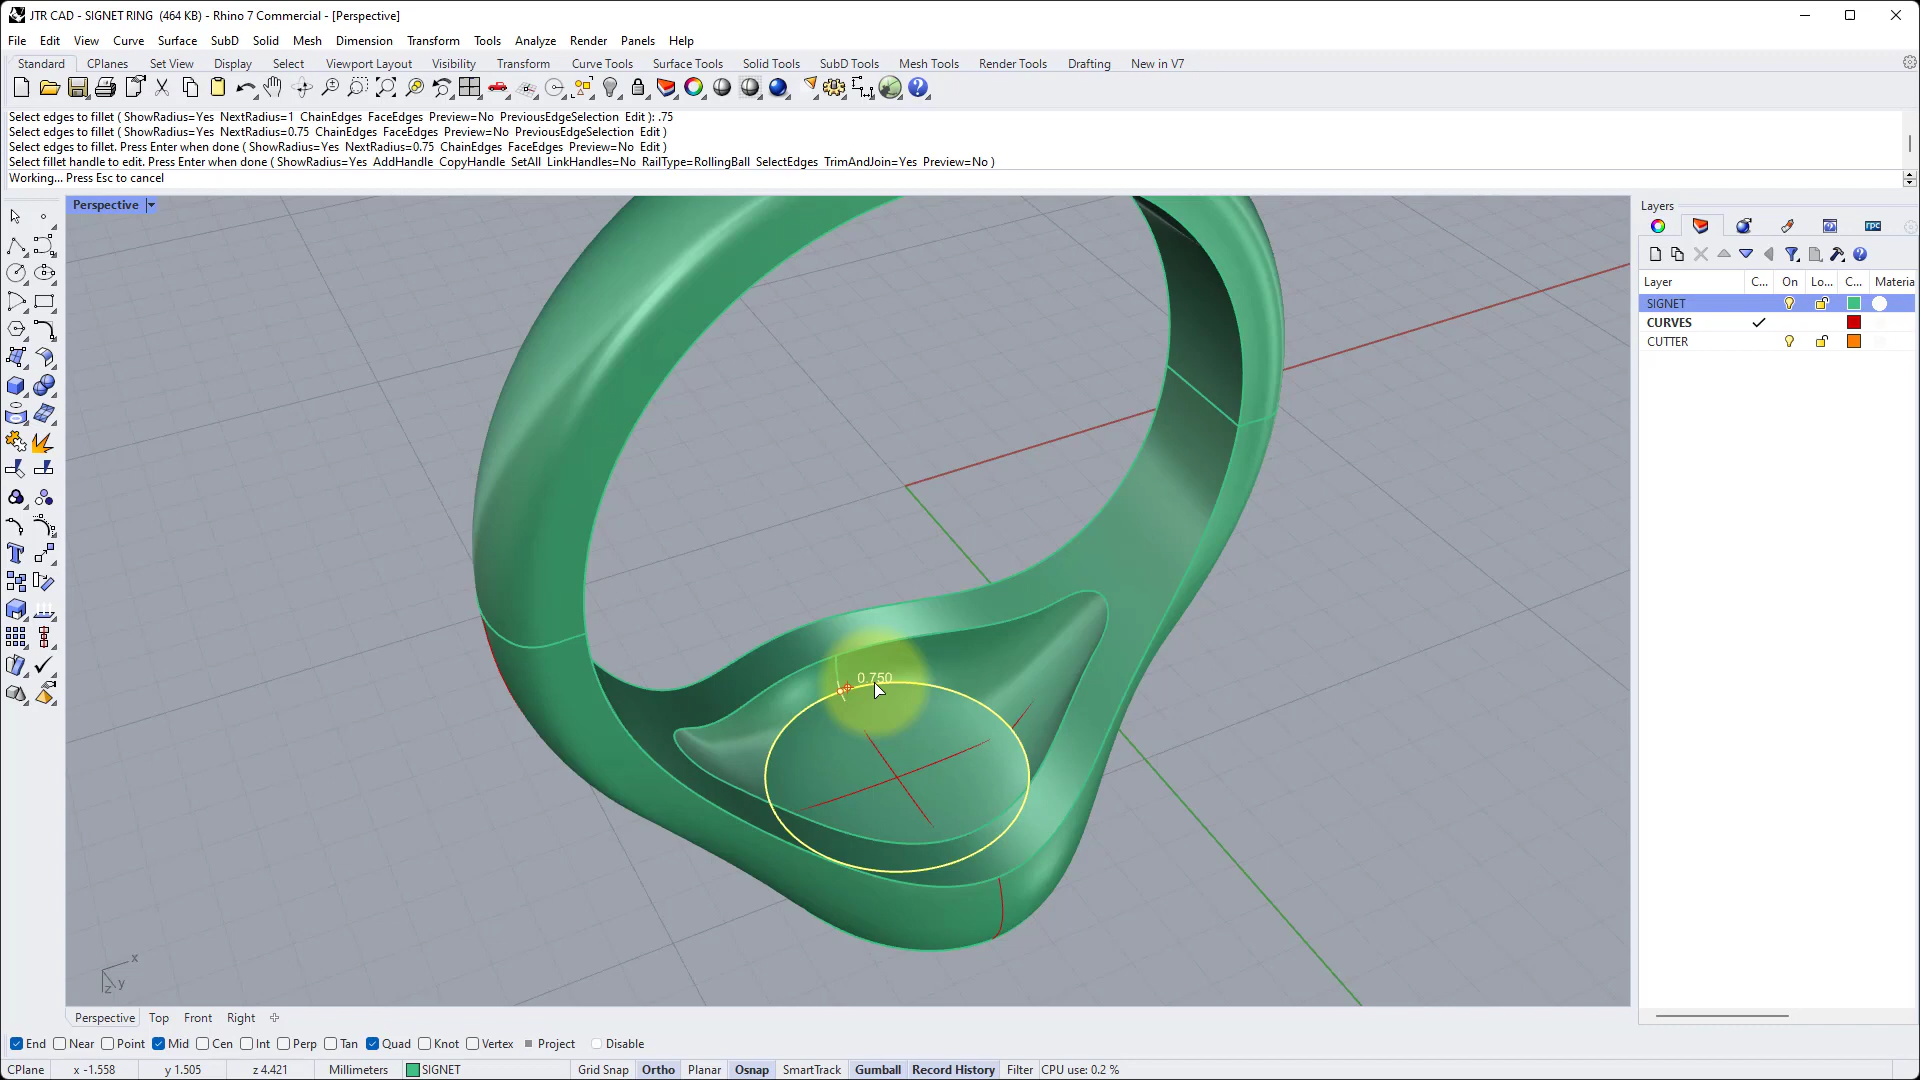 JTR CAD - SIGNET RING (464 KB) - Rhino 7 Commercial - [Perspective]
File Edit View Curve Surface SubD Solid Mesh Dimension Transform Tools Analyze Render Panels Help
Standard CPlanes Set View Display Select Viewport Layout Visibility Transform Curve Tools Surface Tools Solid Tools SubD Tools Mesh Tools Render Tools Drafting New in V7
Select edges to fillet ( ShowRadius=Yes NextRadius=1 ChainEdges FaceEdges Preview=No PreviousEdgeSelection Edit ): .75
Select edges to fillet ( ShowRadius=Yes NextRadius=0.75 ChainEdges FaceEdges Preview=No PreviousEdgeSelection Edit )
Select edges to fillet. Press Enter when done ( ShowRadius=Yes NextRadius=0.75 ChainEdges FaceEdges Preview=No Edit )
Select fillet handle to edit. Press Enter when done ( ShowRadius=Yes AddHandle CopyHandle SetAll LinkHandles=No RailType=RollingBall SelectEdges TrimAndJoin=Yes Preview=No )
Working... Press Esc to cancel
Perspective
Layers
rpc
Layer C... On Lo... C... Materia
SIGNET
CURVES
CUTTER
0.750
x
y
z
Perspective Top Front Right
End Near Point Mid Cen Int Perp Tan Quad Knot Vertex Project Disable
CPlane x -1.558 y 1.505 z 4.421 Millimeters SIGNET Grid Snap Ortho Planar Osnap SmartTrack Gumball Record History Filter CPU use: 0.2 %